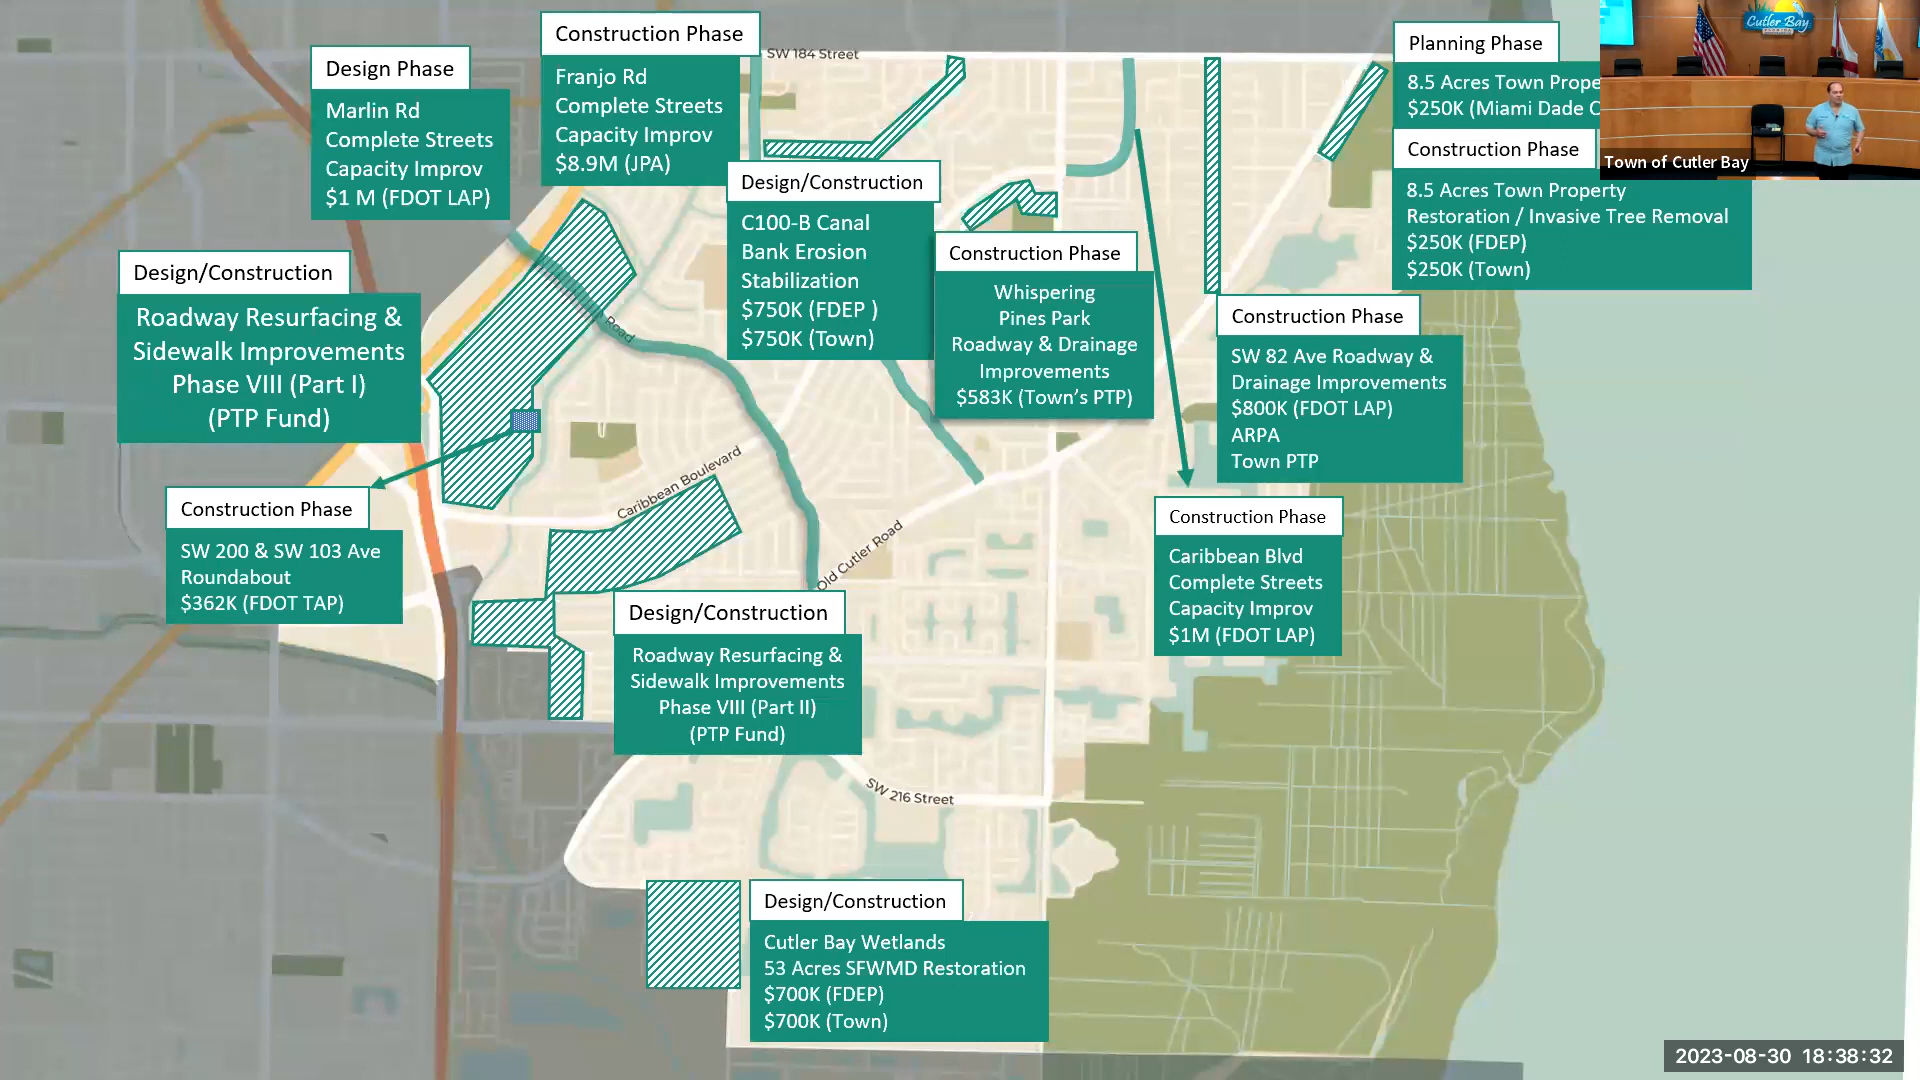 Construction Phase
Franjo Rd
Complete Streets
Capacity Improv
$8.9M (JPA)
Design Phase
Marlin Rd
Complete Streets
Capacity Improv
$1 M (FDOT LAP)
SW 184 Street
Planning Phase
8.5 Acres Town Prope
$250K (Miami Dade C
Construction Phase
8.5 Acres Town Property
Restoration / Invasive Tree Removal
$250K (FDEP)
$250K (Town)
Cutler Bay
Town of Cutler Bay
Design/Construction
C100-B Canal
Bank Erosion
Stabilization
$750K (FDEP )
$750K (Town)
Construction Phase
Whispering
Pines Park
Roadway & Drainage
Improvements
$583K (Town's PTP)
Design/Construction
Roadway Resurfacing &
Sidewalk Improvements
Phase VIII (Part I)
(PTP Fund)
Road
Construction Phase
SW 82 Ave Roadway &
Drainage Improvements
$800K (FDOT LAP)
ARPA
Town PTP
Caribbean Boulevard
Construction Phase
SW 200 & SW 103 Ave
Roundabout
$362K (FDOT TAP)
Old Cutler Road
Construction Phase
Caribbean Blvd
Complete Streets
Capacity Improv
$1M (FDOT LAP)
Design/Construction
Roadway Resurfacing &
Sidewalk Improvements
Phase VIII (Part II)
(PTP Fund)
SW 216 Street
Design/Construction
Cutler Bay Wetlands
53 Acres SFWMD Restoration
$700K (FDEP)
$700K (Town)
2023-08-30 18:38:32